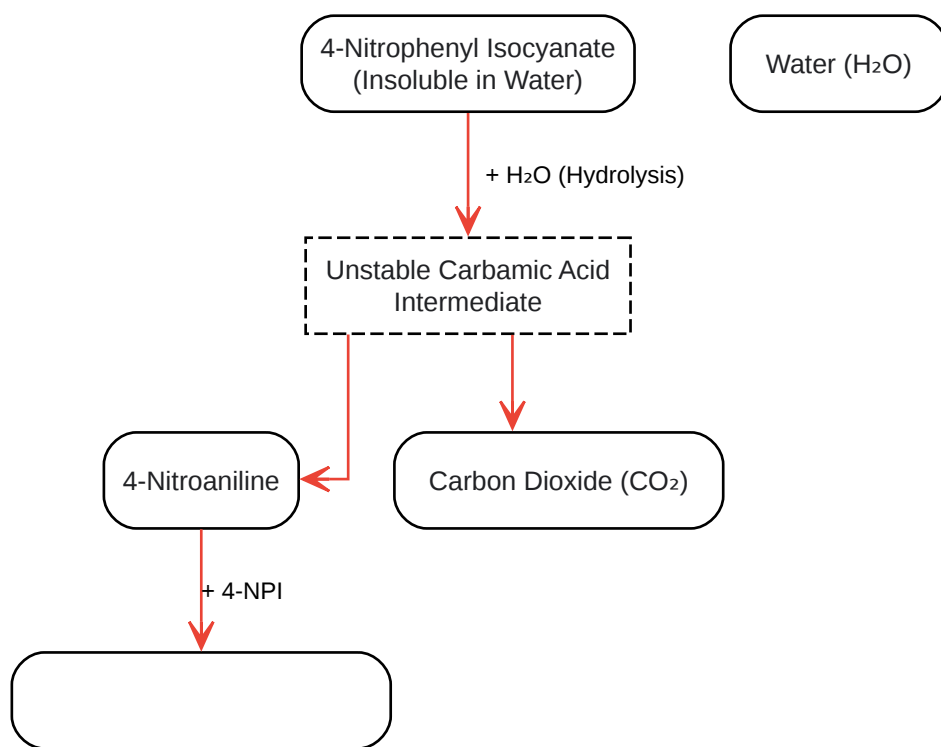 4-Nitrophenyl Isocyanate
(Insoluble in Water)
Water (H₂O)
+ H₂O (Hydrolysis)
Unstable Carbamic Acid
Intermediate
4-Nitroaniline
Carbon Dioxide (CO₂)
+ 4-NPI